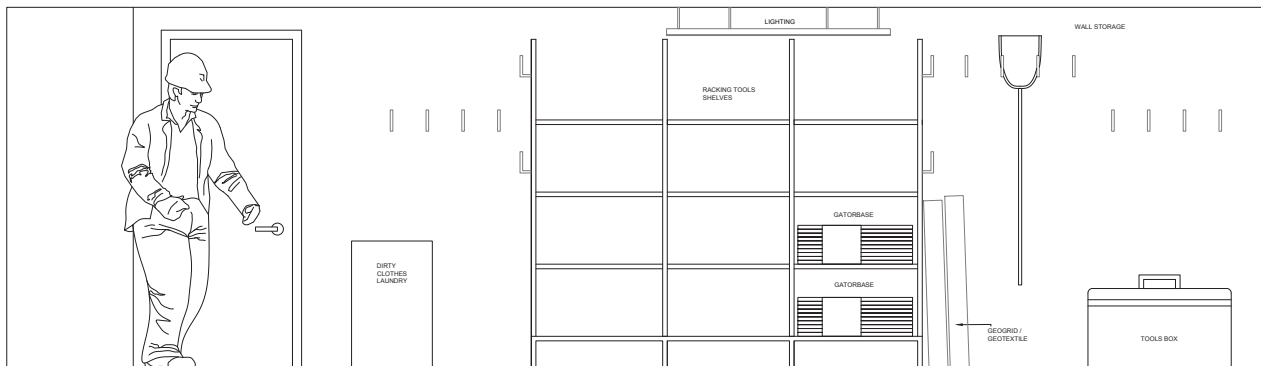 LIGHTING
WALL STORAGE
RACKING TOOLS
SHELVES
GATORBASE
DIRTY
CLOTHES
LAUNDRY
GATORBASE
GEOGRID /
GEOTEXTILE
TOOLS BOX